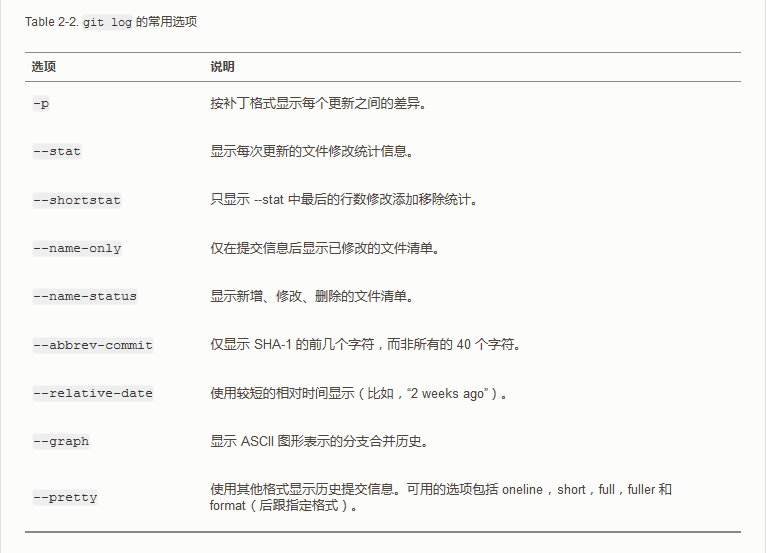 Table 2-2. git log 的常用选项
选项 说明
-p 按补丁格式显示每个更新之间的差异。
--stat 显示每次更新的文件修改统计信息。
--shortstat 只显示 --stat 中最后的行数修改添加移除统计。
--name-only 仅在提交信息后显示已修改的文件清单。
--name-status 显示新增、修改、删除的文件清单。
--abbrev-commit 仅显示 SHA-1 的前几个字符，而非所有的 40 个字符。
--relative-date 使用较短的相对时间显示（比如，“2 weeks ago”）。
--graph 显示 ASCII 图形表示的分支合并历史。
--pretty 使用其他格式显示历史提交信息。可用的选项包括 oneline，short，full，fuller 和
format（后跟指定格式）。